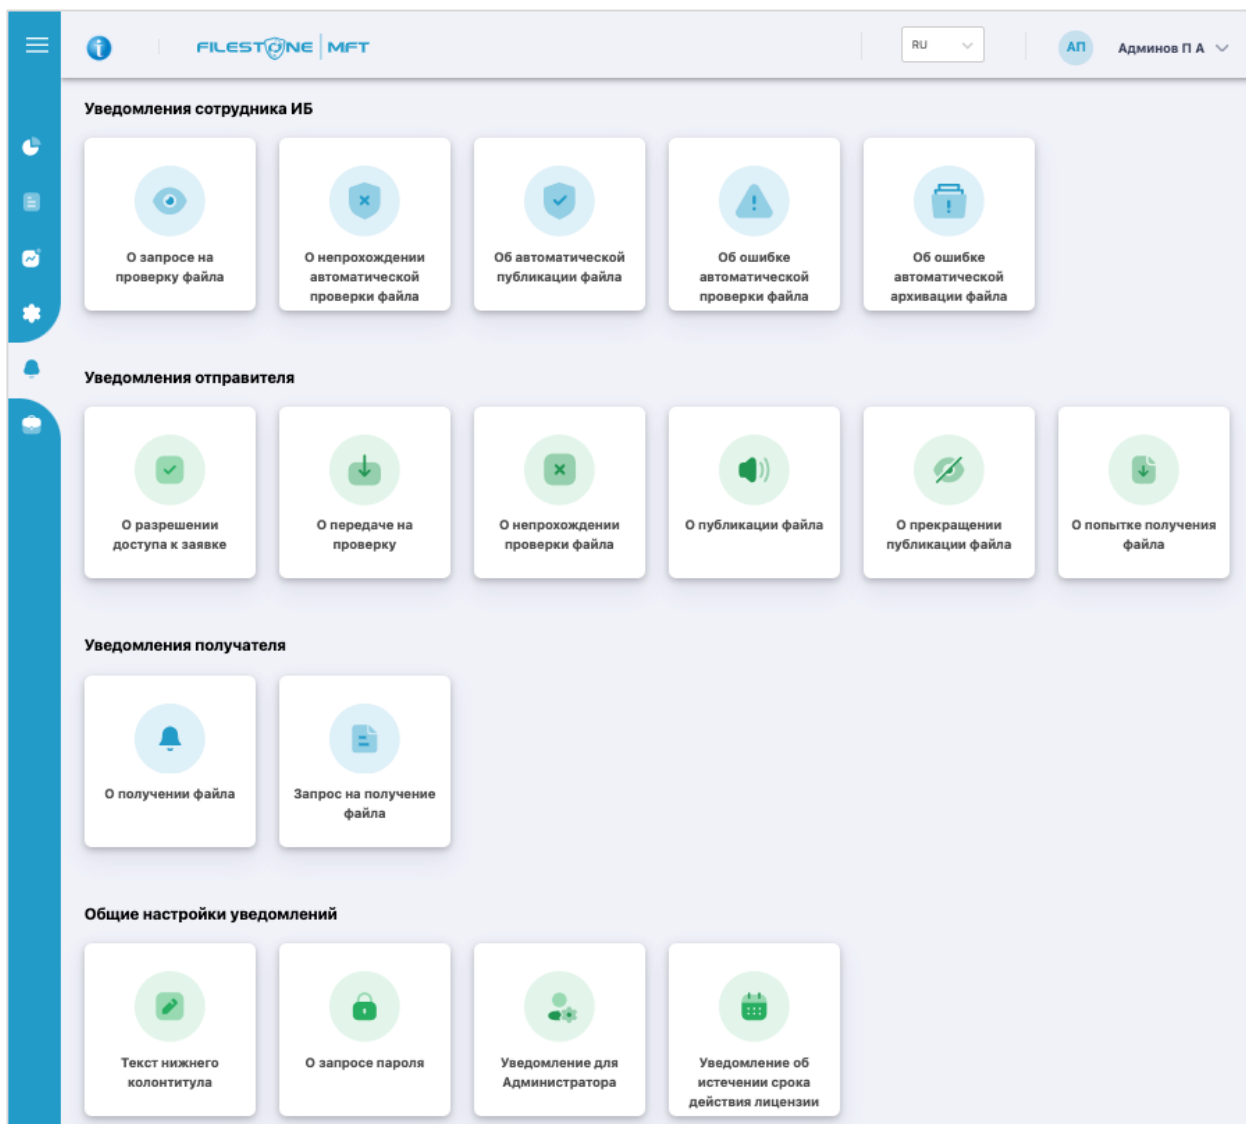 FILESTONE MFT
RU
АП
Админов П А
Уведомления сотрудника ИБ
О запросе на
проверку файла
О непрохождении
автоматической
проверки файла
Об автоматической
публикации файла
Об ошибке
автоматической
проверки файла
Об ошибке
автоматической
архивации файла
Уведомления отправителя
О разрешении
доступа к заявке
О передаче на
проверку
О непрохождении
проверки файла
О публикации файла
О прекращении
публикации файла
О попытке получения
файла
Уведомления получателя
О получении файла
Запрос на получение
файла
Общие настройки уведомлений
Текст нижнего
колонтитула
О запросе пароля
Уведомление для
Администратора
Уведомление об
истечении срока
действия лицензии